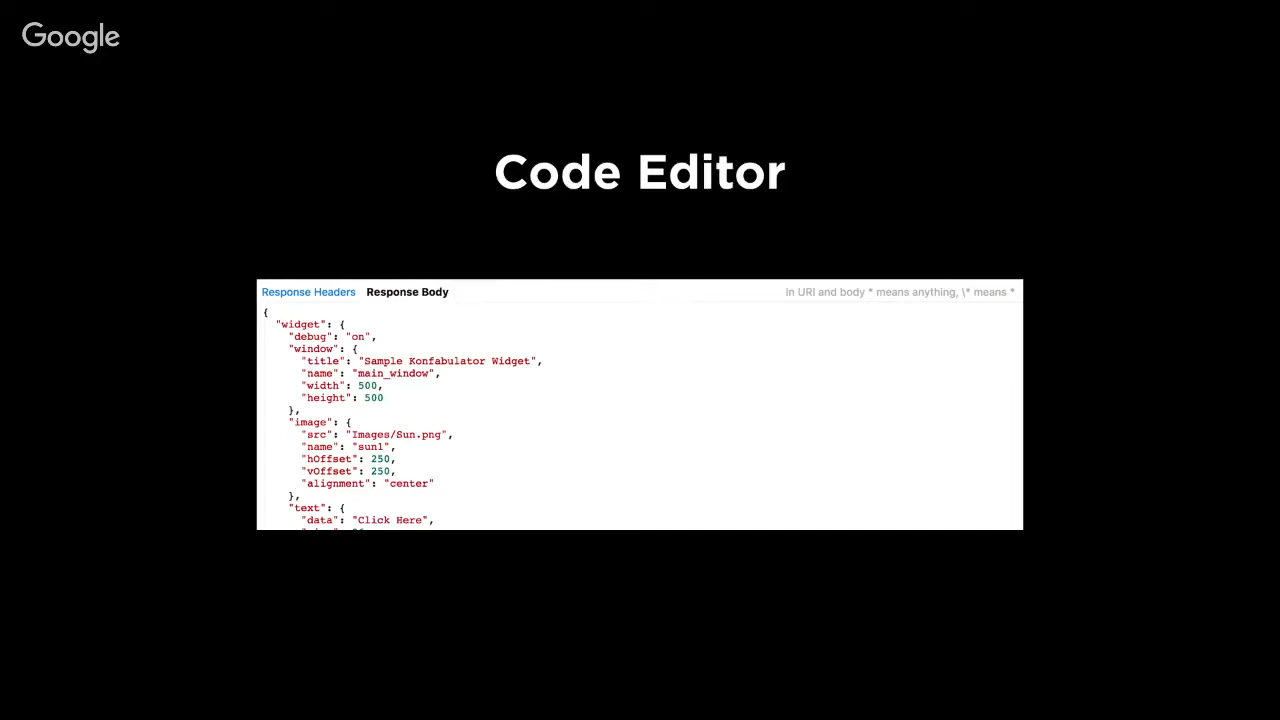 Google
Code Editor
Response Headers Response Body In URI and body * means anything, \* means *
{
"widget": {
"debug": "on",
"window": {
"title": "Sample Konfabulator Widget",
"name": "main_window",
"width": 500,
"height": 500
},
"image": {
"src": "Images/Sun.png",
"name": "sun1",
"hOffset": 250,
"vOffset": 250,
"alignment": "center"
},
"text": {
"data": "Click Here",